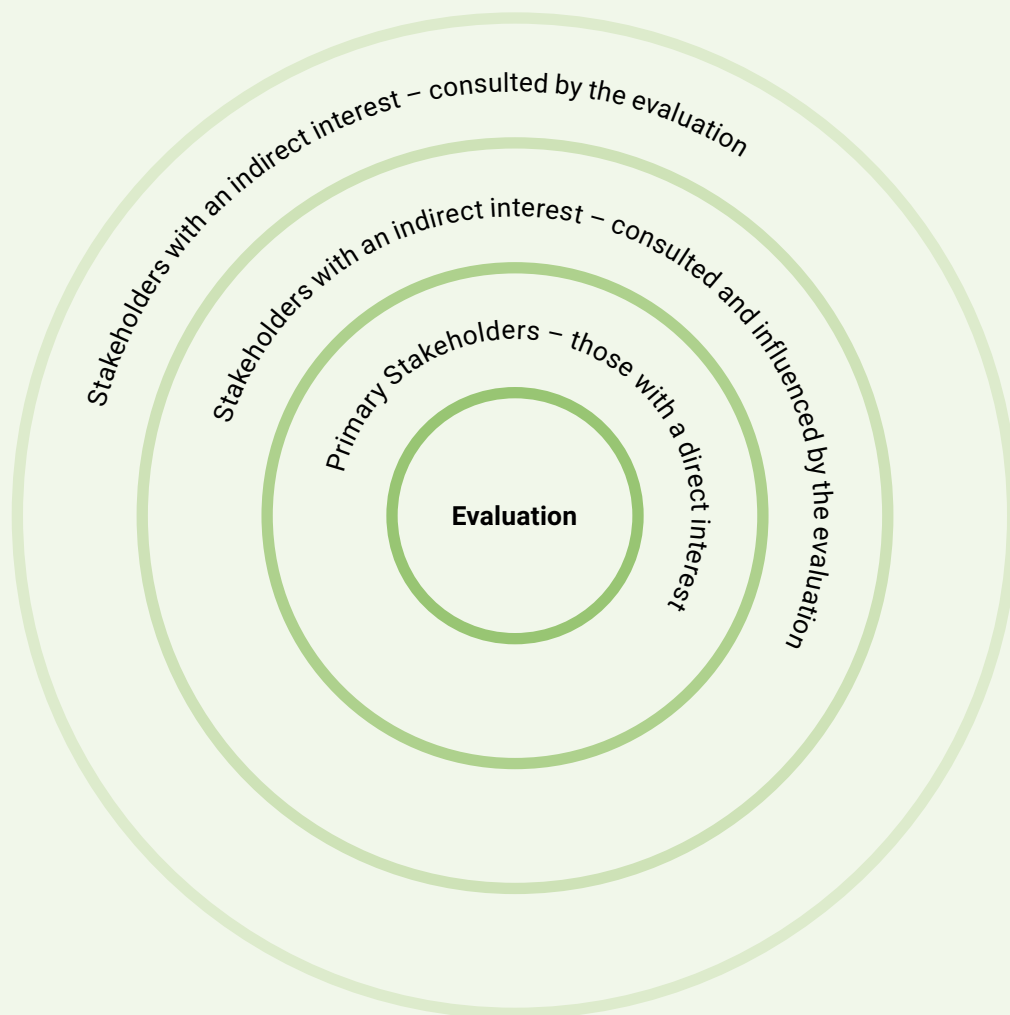 Stakeholders with an indirect interest – consulted by the evaluation
Stakeholders with an indirect interest – consulted and influenced by the evaluation
Primary Stakeholders – those with a direct interest
Evaluation